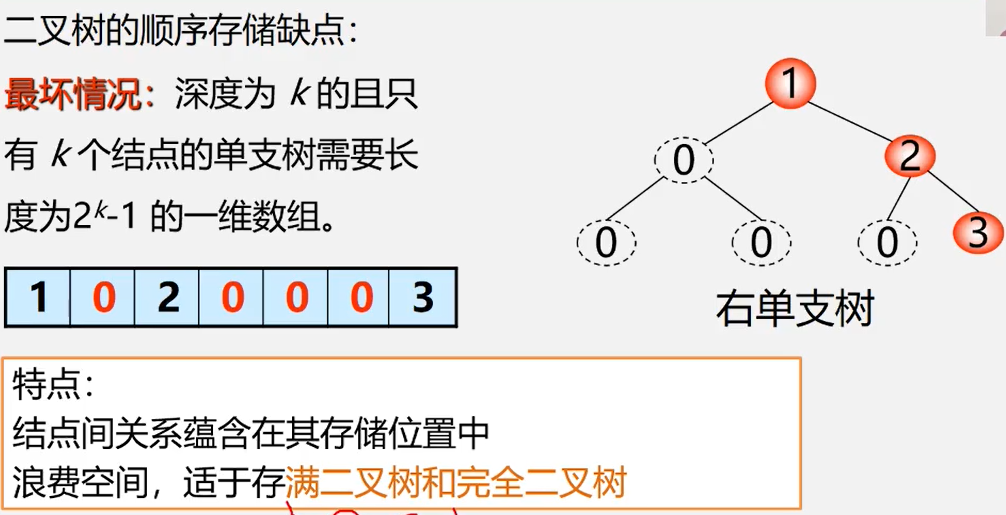 二叉树的顺序存储缺点：
最坏情况：深度为 k 的且只
有 k 个结点的单支树需要长
度为2ᵏ-1 的一维数组。
1 0 2 0 0 0 3
1
0 2
0 0 0 3
右单支树
特点：
结点间关系蕴含在其存储位置中
浪费空间，适于存满二叉树和完全二叉树